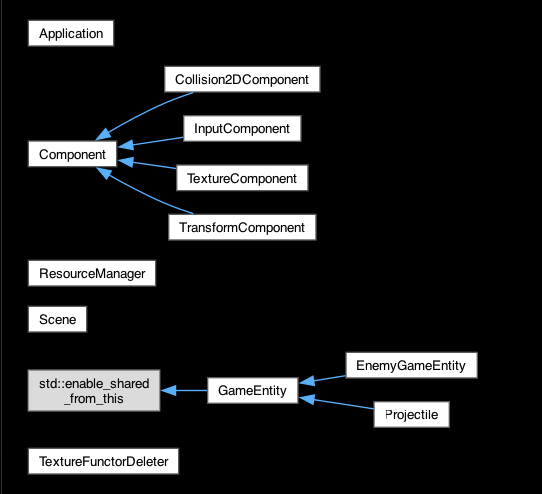 Application
Collision2DComponent
InputComponent
Component
TextureComponent
TransformComponent
ResourceManager
Scene
EnemyGameEntity
std::enable_shared
_from_this
GameEntity
Projectile
TextureFunctorDeleter